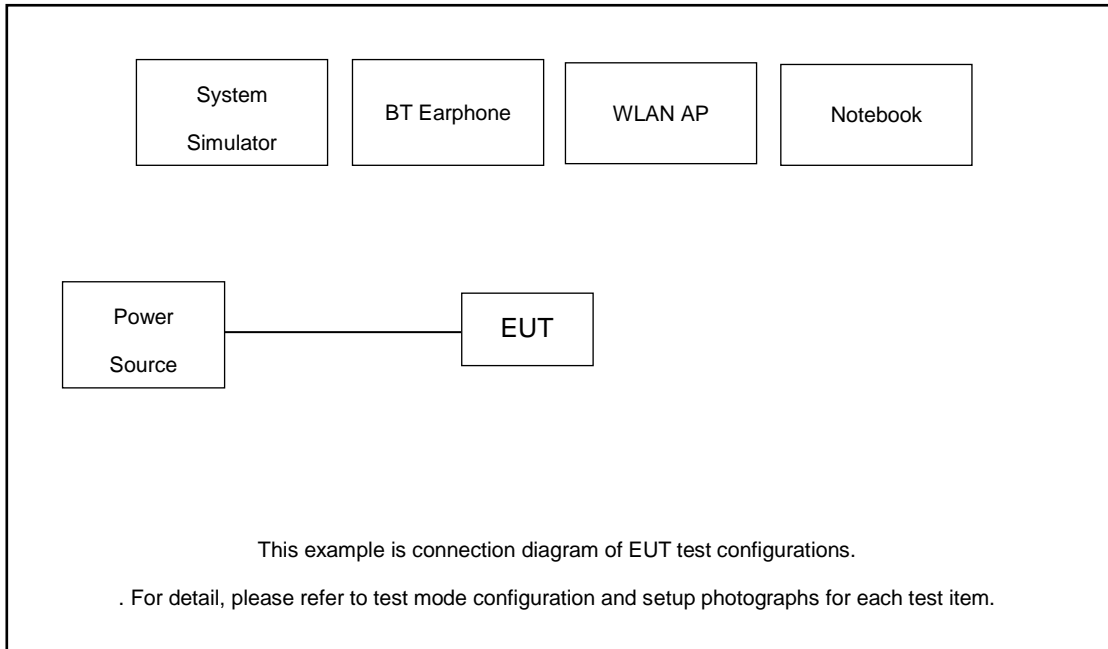 System
Simulator
BT Earphone
WLAN AP
Notebook
Power
Source
EUT
This example is connection diagram of EUT test configurations.
. For detail, please refer to test mode configuration and setup photographs for each test item.